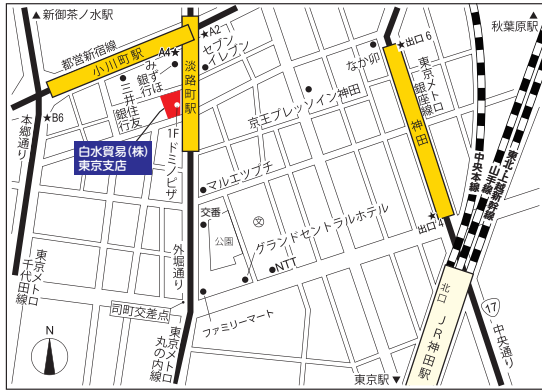 ▲新御茶ノ水駅
秋葉原駅▲
都営新宿線
小川町駅
★A2
A4★
セブン
イレブン
淡路町駅
みずほ
銀行
三井住友
銀行
★B6
本郷通り
白水貿易(株)
東京支店
1F ドミノピザ
なか卯
★出口6
東京メトロ
銀座線
神田
京王プレッソイン神田
東北・上越新幹線
山手線
中央本線
マルエツプチ
交番
公園
文
グランドセントラルホテル
出口4
★
NTT
外堀通り
東京メトロ
千代田線
司町交差点
ファミリーマート
東京メトロ
丸の内線
北口
JR神田駅
17
中央通り
東京駅▼
N